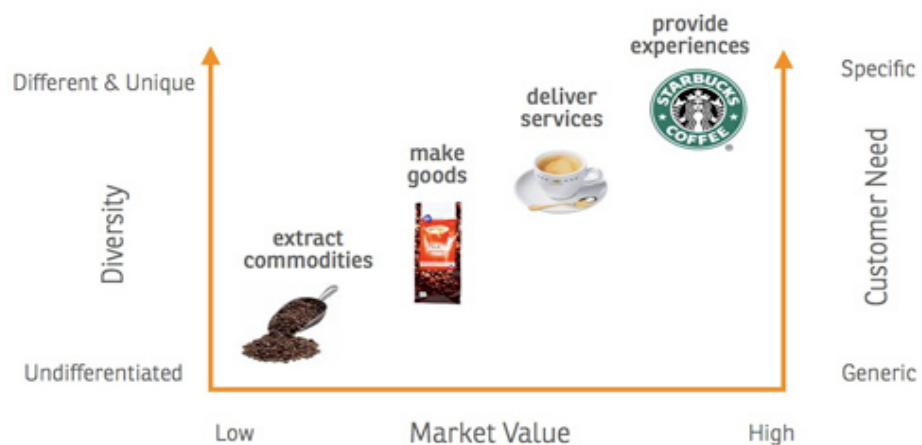 provide
experiences
Different & Unique
Specific
STARBUCKS
COFFEE
®
deliver
services
make
goods
Diversity
Customer Need
extract
commodities
Undifferentiated
Generic
Low
Market Value
High